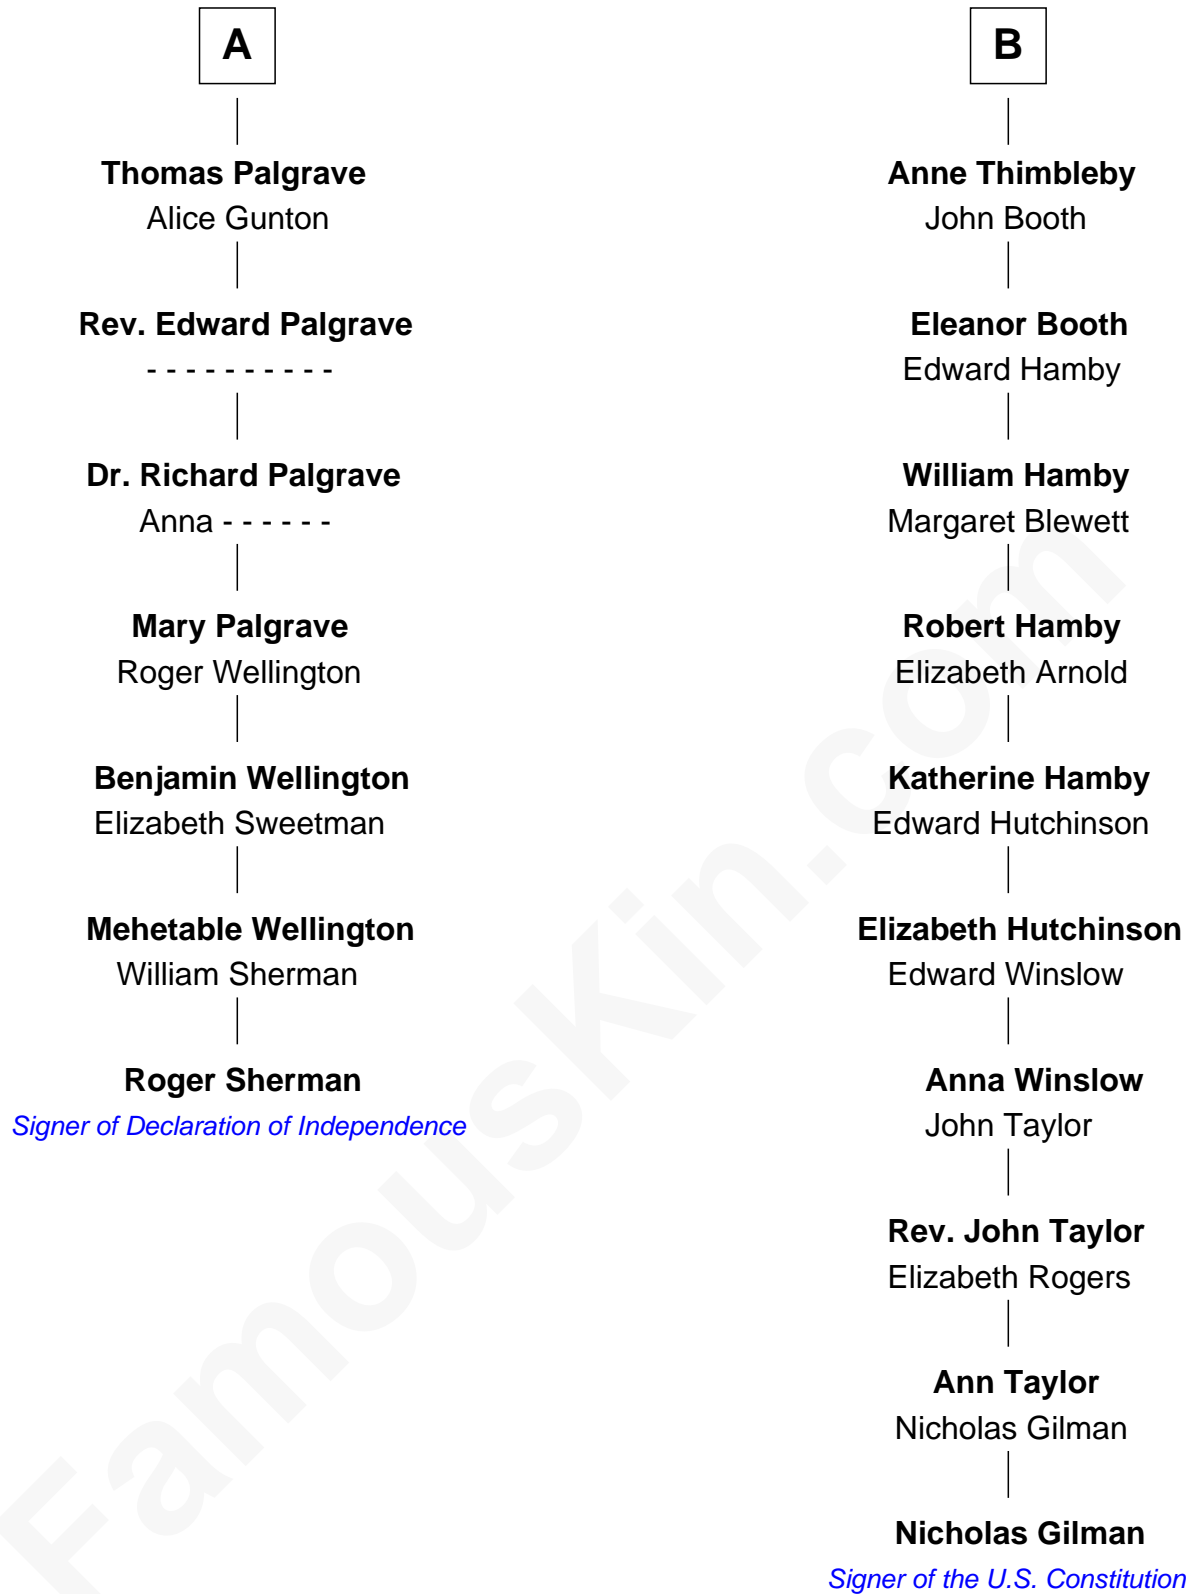 A
Thomas Palgrave
Alice Gunton
Rev. Edward Palgrave
- - - - - - - - - -
Dr. Richard Palgrave
Anna - - - - - -
Mary Palgrave
Roger Wellington
Benjamin Wellington
Elizabeth Sweetman
Mehetable Wellington
William Sherman
Roger Sherman
Signer of Declaration of Independence
B
Anne Thimbleby
John Booth
Eleanor Booth
Edward Hamby
William Hamby
Margaret Blewett
Robert Hamby
Elizabeth Arnold
Katherine Hamby
Edward Hutchinson
Elizabeth Hutchinson
Edward Winslow
Anna Winslow
John Taylor
Rev. John Taylor
Elizabeth Rogers
Ann Taylor
Nicholas Gilman
Nicholas Gilman
Signer of the U.S. Constitution
FamousKin.com